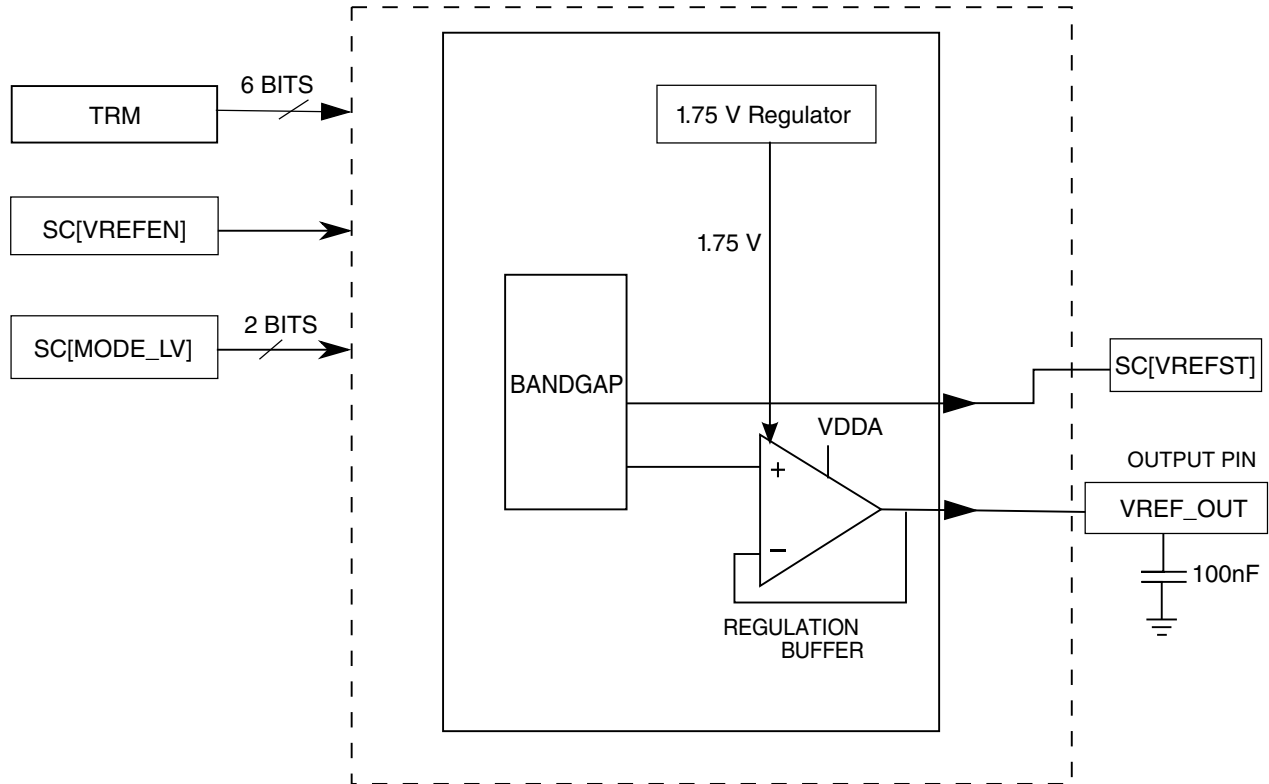 6 BITS
TRM
1.75 V Regulator
SC[VREFEN]
1.75 V
2 BITS
SC[MODE_LV]
BANDGAP
SC[VREFST]
VDDA
OUTPUT PIN
+
VREF_OUT
–
100nF
REGULATION
BUFFER